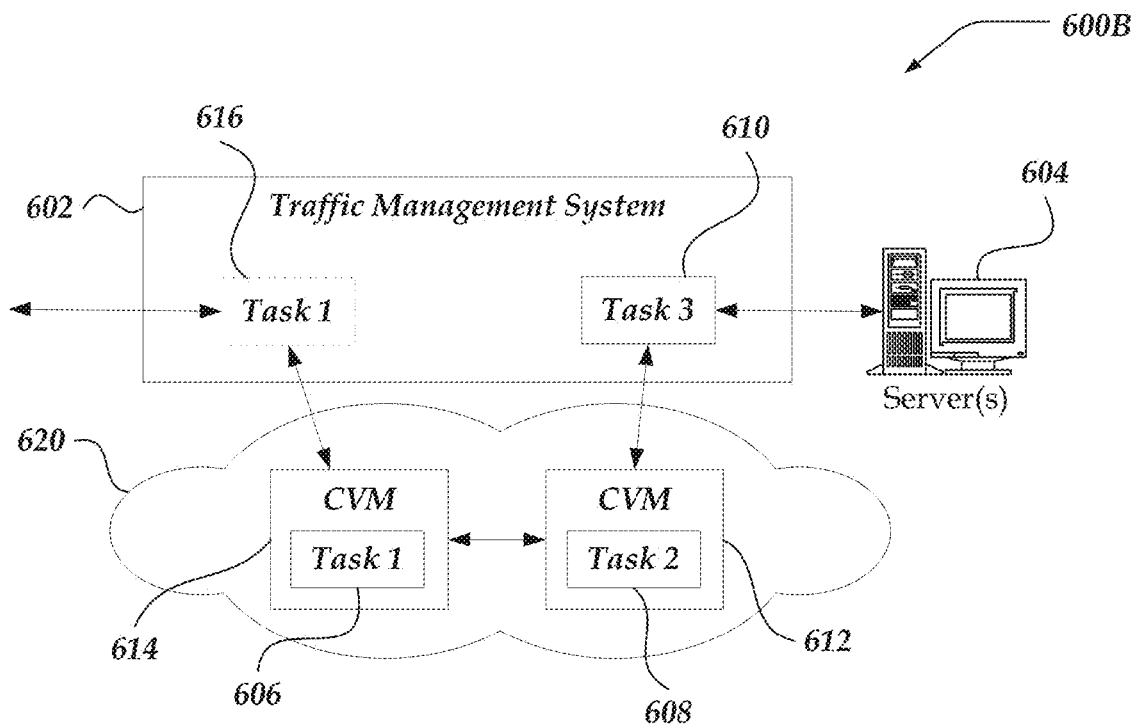 600B
616
610
604
602
Traffic Management System
Task 1
Task 3
Server(s)
620
CVM
CVM
Task 1
Task 2
614
612
606
608